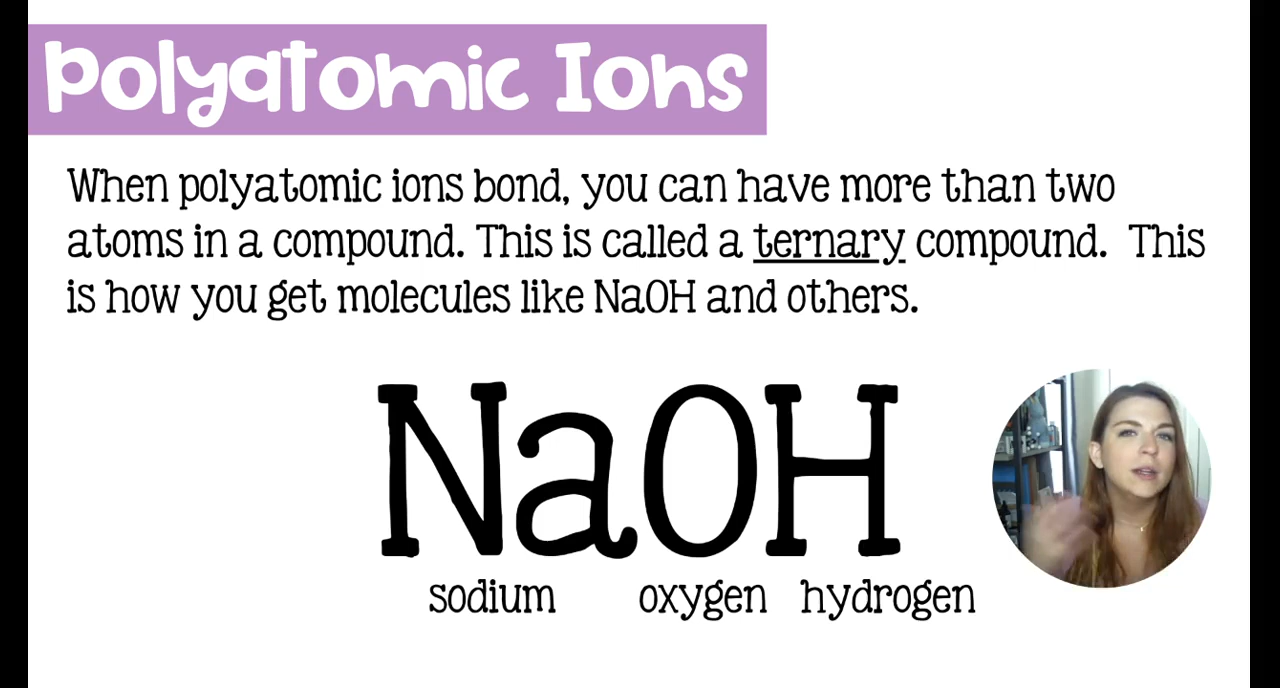 Polyatomic Ions
When polyatomic ions bond, you can have more than two
atoms in a compound. This is called a ternary compound. This
is how you get molecules like NaOH and others.
NaOH
sodium oxygen hydrogen